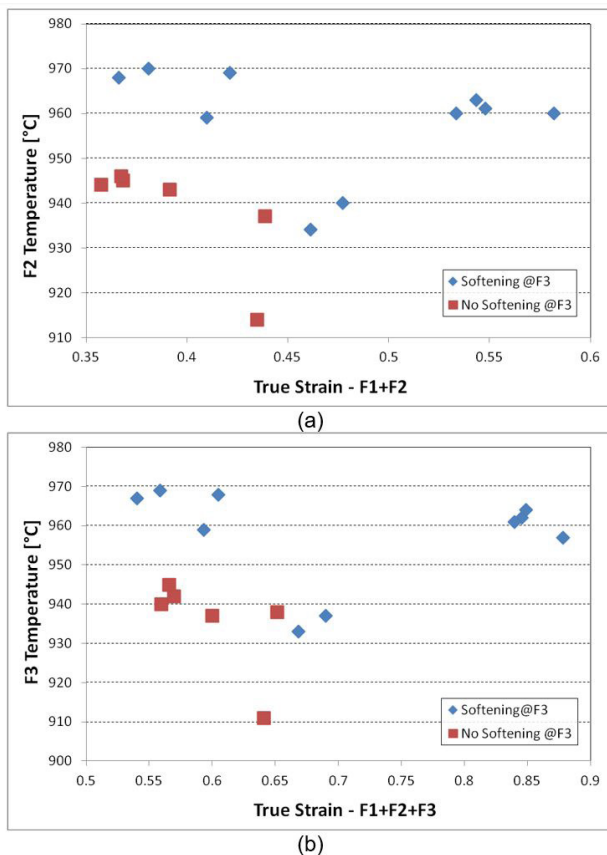 980
970
960
950
940
930
920
910
F2 Temperature [°C]
Softening @F3
No Softening @F3
0.35 0.4 0.45 0.5 0.55 0.6
True Strain - F1+F2
(a)
980
970
960
950
940
930
920
910
900
F3 Temperature [°C]
Softening@F3
No Softening @F3
0.5 0.55 0.6 0.65 0.7 0.75 0.8 0.85 0.9
True Strain - F1+F2+F3
(b)